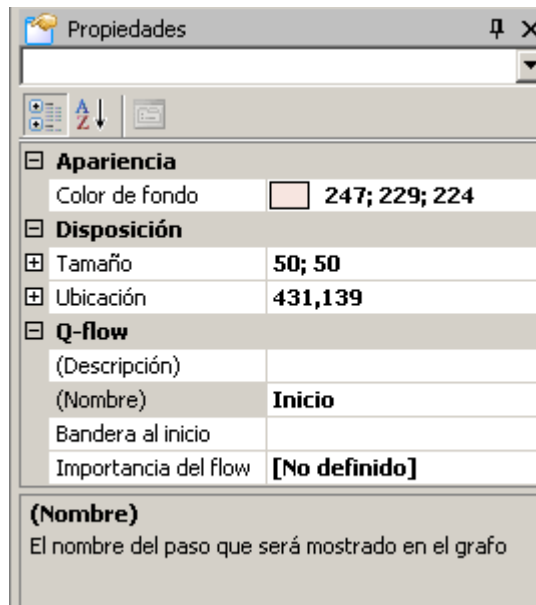 Propiedades
Apariencia
Color de fondo 247; 229; 224
Disposición
Tamaño 50; 50
Ubicación 431,139
Q-flow
(Descripción)
(Nombre) Inicio
Bandera al inicio
Importancia del flow [No definido]
(Nombre)
El nombre del paso que será mostrado en el grafo